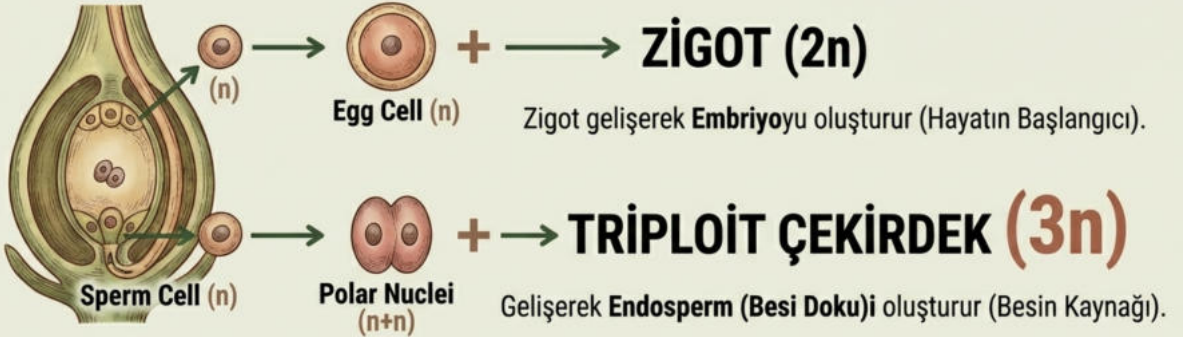 (n)
Egg Cell (n)
+
ZİGOT (2n)
Zigot gelişerek Embriyoyu oluşturur (Hayatın Başlangıcı).
Sperm Cell (n)
Polar Nuclei
(n+n)
+
TRİPLOİT ÇEKİRDEK (3n)
Gelişerek Endosperm (Besi Doku)i oluşturur (Besin Kaynağı).